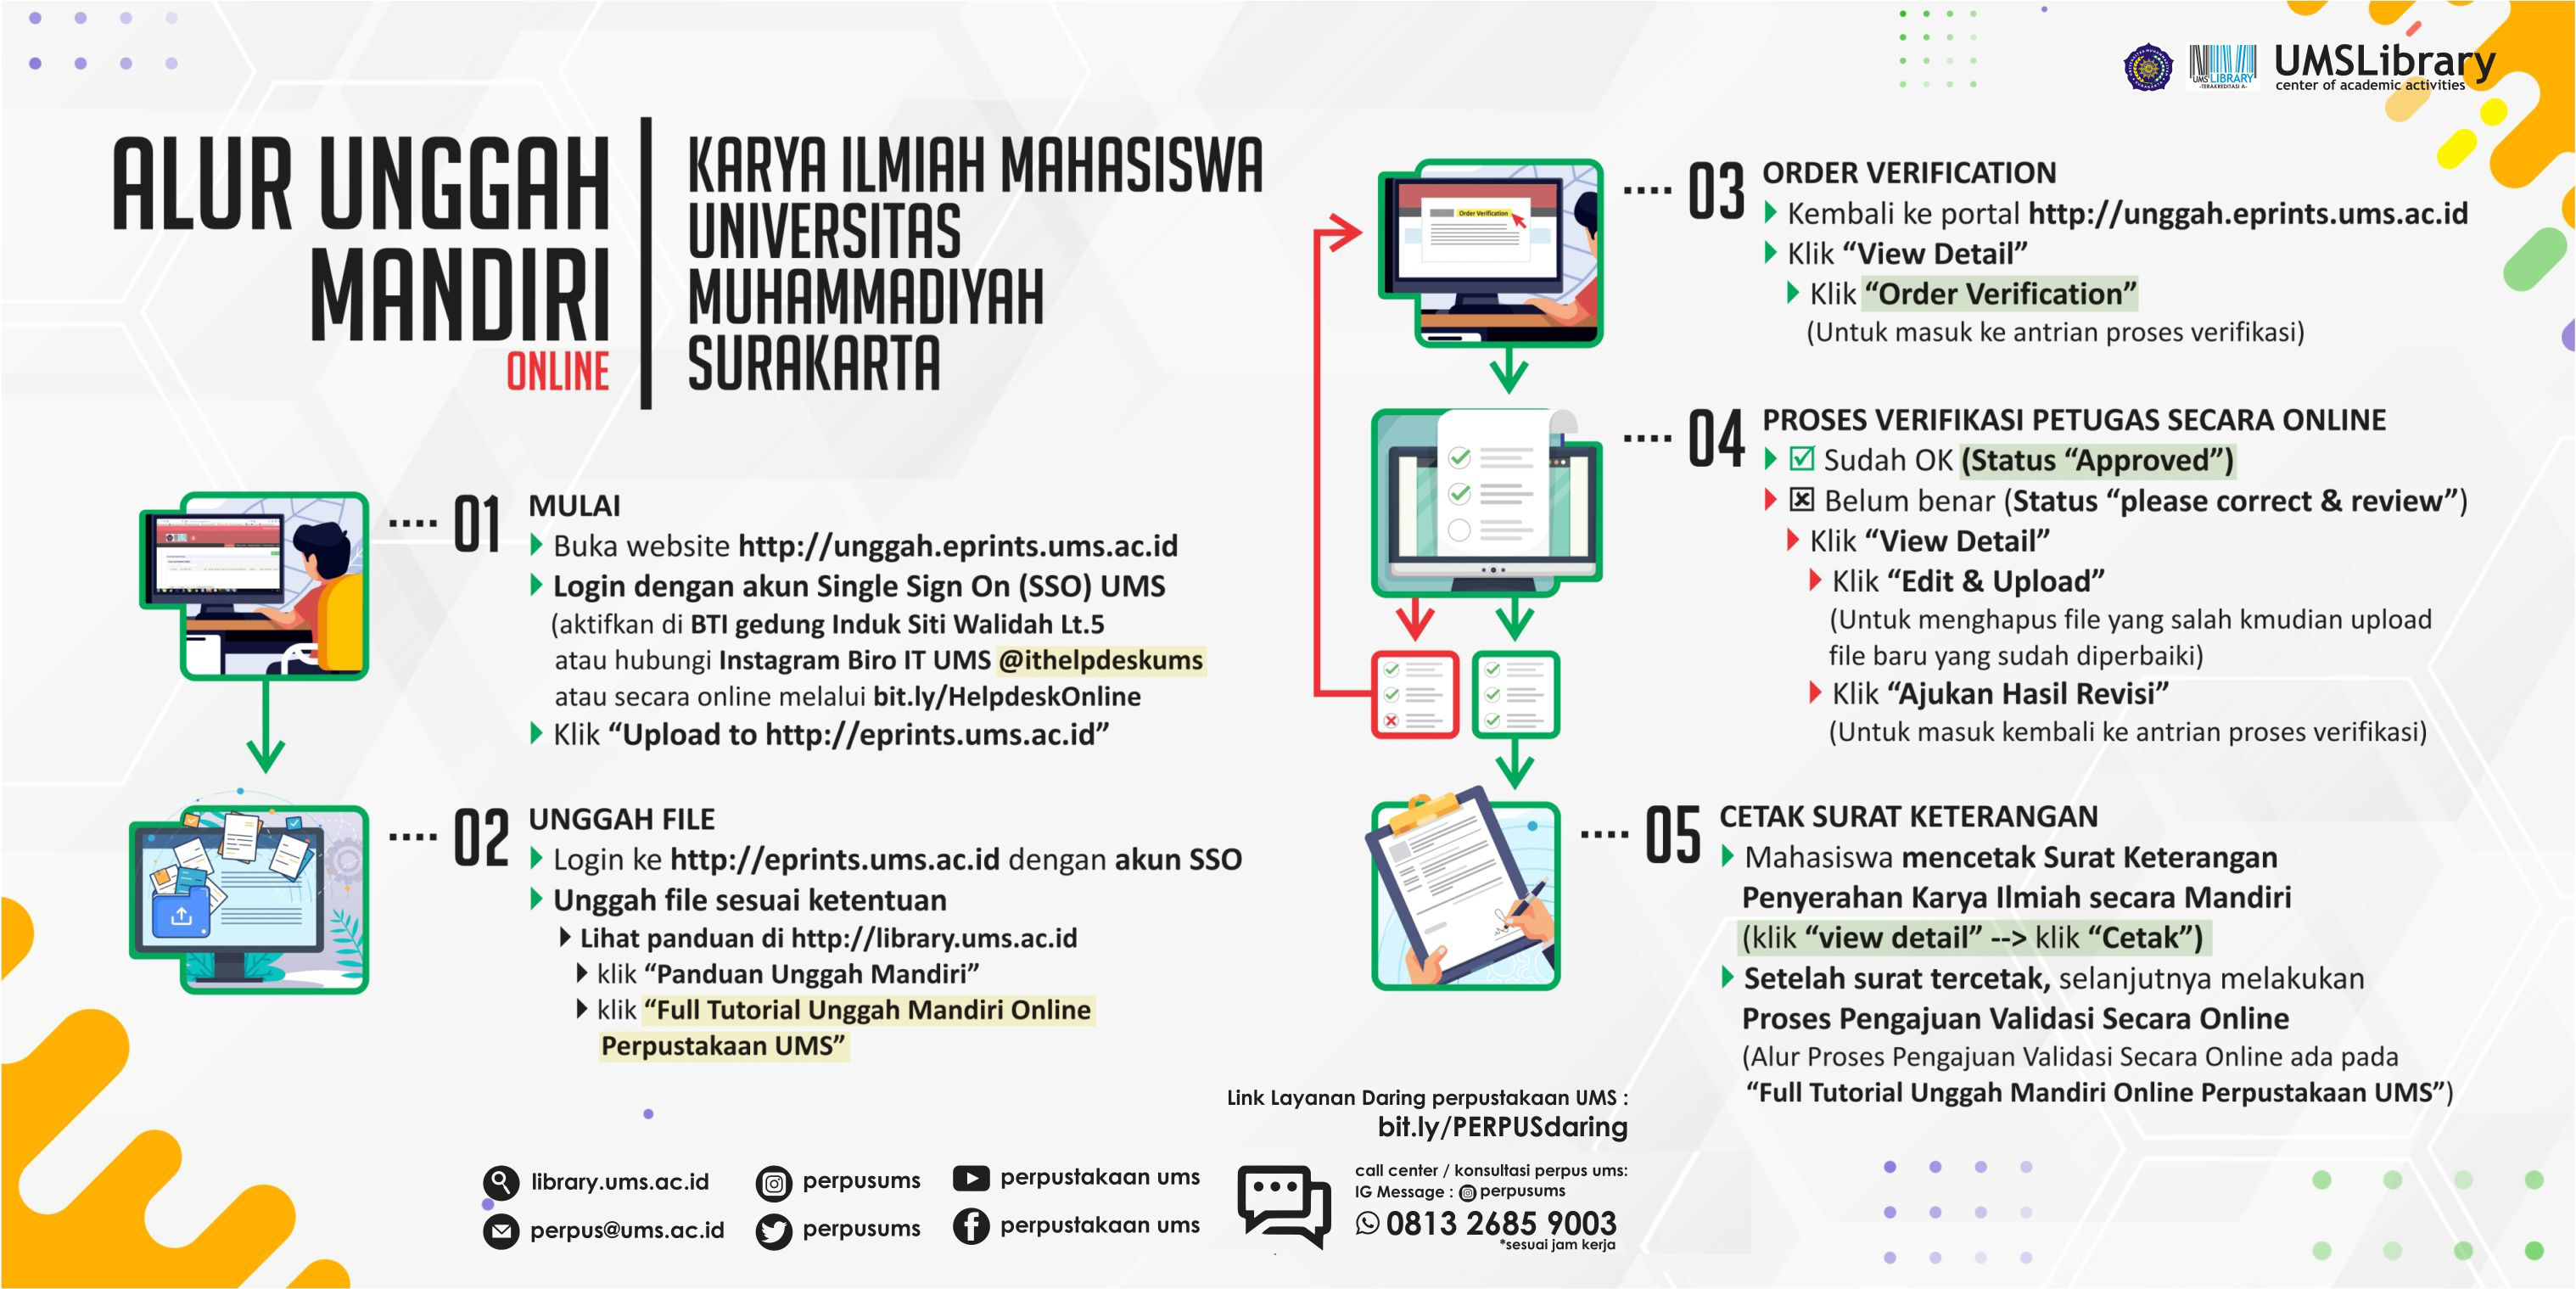 UMS LIBRARY
-TERAKREDITASI A-
UMSLibrary
center of academic activities
ALUR UNGGAH
MANDIRI
ONLINE
KARYA ILMIAH MAHASISWA
UNIVERSITAS
MUHAMMADIYAH
SURAKARTA
01
MULAI
Buka website http://unggah.eprints.ums.ac.id
Login dengan akun Single Sign On (SSO) UMS
(aktifkan di BTI gedung Induk Siti Walidah Lt.5
atau hubungi Instagram Biro IT UMS @ithelpdeskums
atau secara online melalui bit.ly/HelpdeskOnline
Klik “Upload to http://eprints.ums.ac.id”
02
UNGGAH FILE
Login ke http://eprints.ums.ac.id dengan akun SSO
Unggah file sesuai ketentuan
Lihat panduan di http://library.ums.ac.id
klik “Panduan Unggah Mandiri”
klik “Full Tutorial Unggah Mandiri Online
Perpustakaan UMS”
Order Verification
03
ORDER VERIFICATION
Kembali ke portal http://unggah.eprints.ums.ac.id
Klik “View Detail”
Klik “Order Verification”
(Untuk masuk ke antrian proses verifikasi)
04
PROSES VERIFIKASI PETUGAS SECARA ONLINE
Sudah OK (Status “Approved”)
Belum benar (Status “please correct & review”)
Klik “View Detail”
Klik “Edit & Upload”
(Untuk menghapus file yang salah kmudian upload
file baru yang sudah diperbaiki)
Klik “Ajukan Hasil Revisi”
(Untuk masuk kembali ke antrian proses verifikasi)
05
CETAK SURAT KETERANGAN
Mahasiswa mencetak Surat Keterangan
Penyerahan Karya Ilmiah secara Mandiri
(klik “view detail” --> klik “Cetak”)
Setelah surat tercetak, selanjutnya melakukan
Proses Pengajuan Validasi Secara Online
(Alur Proses Pengajuan Validasi Secara Online ada pada
“Full Tutorial Unggah Mandiri Online Perpustakaan UMS”)
Link Layanan Daring perpustakaan UMS :
bit.ly/PERPUSdaring
library.ums.ac.id
perpus@ums.ac.id
perpusums
perpusums
perpustakaan ums
perpustakaan ums
call center / konsultasi perpus ums:
IG Message : perpusums
0813 2685 9003
*sesuai jam kerja